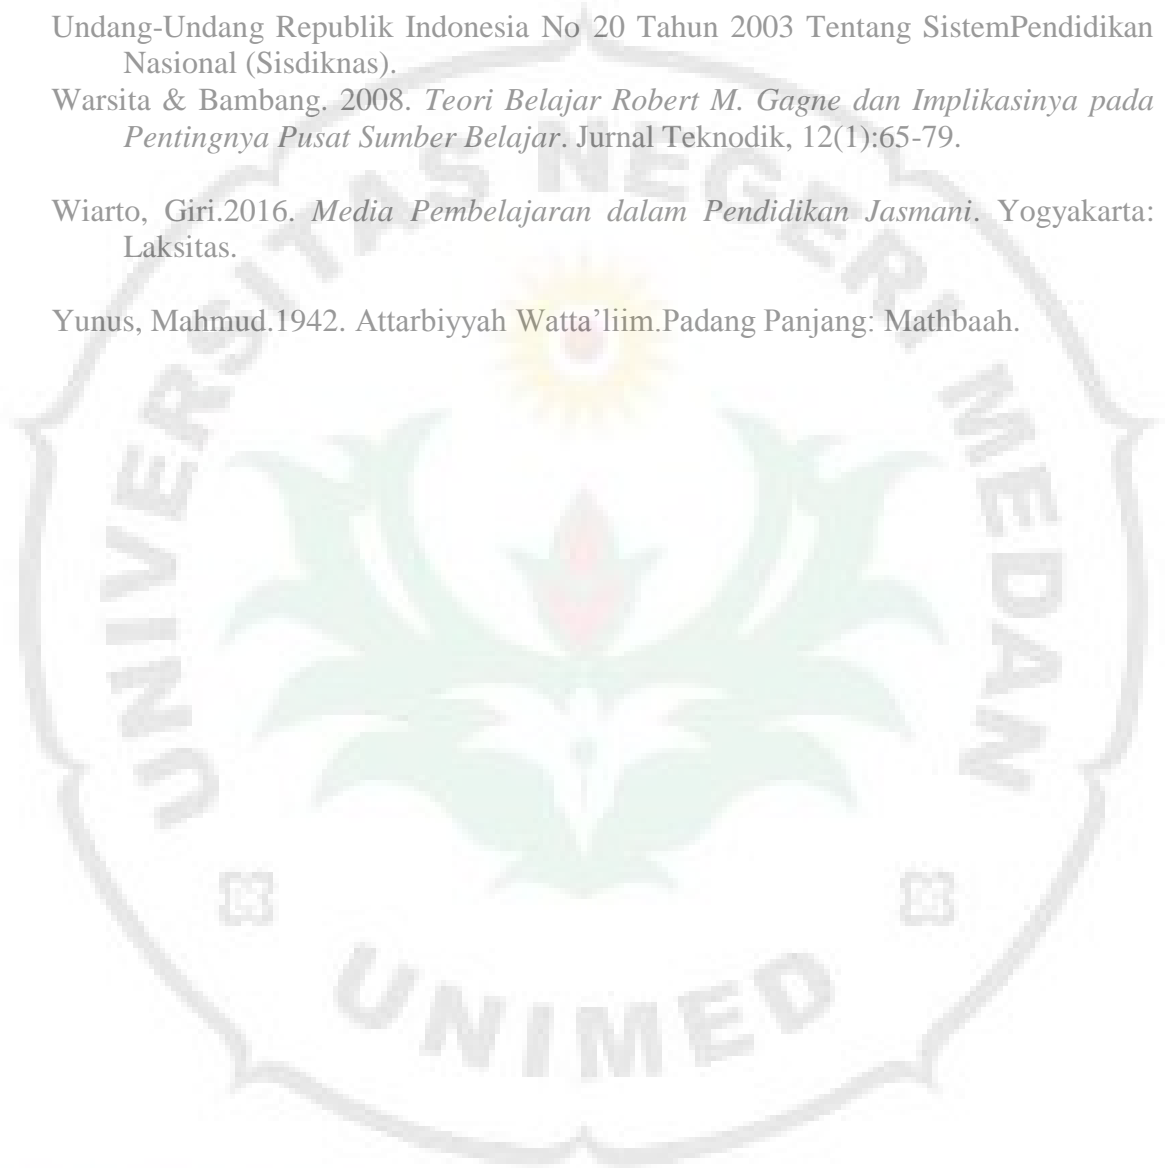 Undang-Undang Republik Indonesia No 20 Tahun 2003 Tentang SistemPendidikan
Nasional (Sisdiknas).
Warsita & Bambang. 2008. Teori Belajar Robert M. Gagne dan Implikasinya pada
Pentingnya Pusat Sumber Belajar. Jurnal Teknodik, 12(1):65-79.
Wiarto, Giri.2016. Media Pembelajaran dalam Pendidikan Jasmani. Yogyakarta:
Laksitas.
Yunus, Mahmud.1942. Attarbiyyah Watta’liim.Padang Panjang: Mathbaah.
UNIVERSITAS NEGERI MEDAN
UNIMED